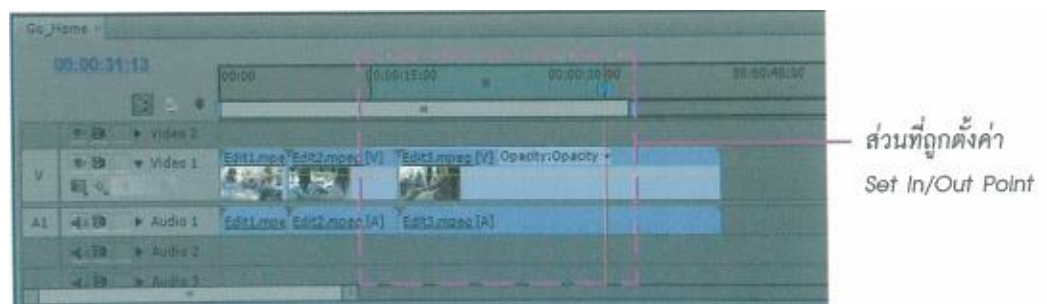 Go_Home
00:00:31:13
00:00
00:00:15:00
00:00:30:00
00:00:45:00
Video 2
V
Video 1
Edit1.mpe
Edit2.mpeg [V]
Edit3.mpeg [V] Opacity:Opacity
A1
Audio 1
Edit1.mpe
Edit2.mpeg [A]
Edit3.mpeg [A]
Audio 2
Audio 3
ส่วนที่ถูกตั้งค่า
Set In/Out Point